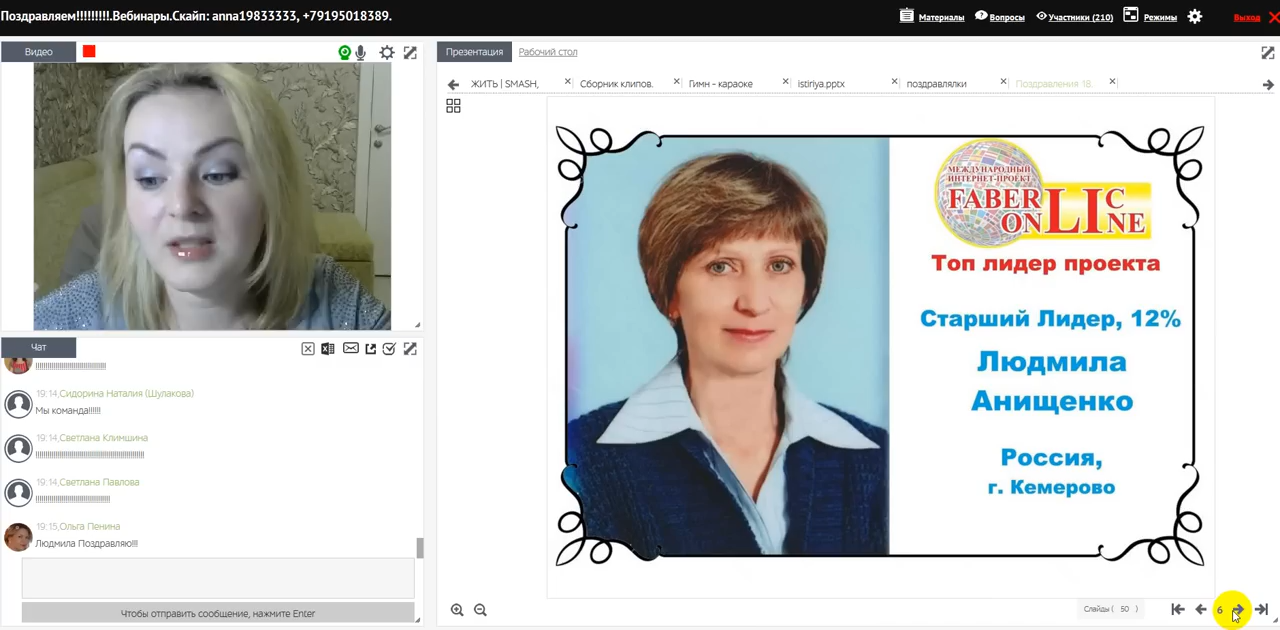 Поздравляем!!!!!!!!!.Вебинары.Скайп: anna19833333, +79195018389.
Материалы
Вопросы
Участники (210)
Режимы
Выход
Видео
Презентация
Рабочий стол
ЖИТЬ | SMASH,
Сборник клипов.
Гимн - караоке
istiriya.pptx
поздравлялки
Поздравления 18.
МЕЖДУНАРОДНЫЙ
ИНТЕРНЕТ-ПРОЕКТ
FABERLIC
ONLINE
Топ лидер проекта
Старший Лидер, 12%
Людмила
Анищенко
Россия,
г. Кемерово
Чат
!!!!!!!!!!!!!!!!!!!!!!!!!!!!!!!!
19:14,Сидорина Наталия (Шулакова)
Мы команда!!!!!!
19:14,Светлана Климшина
!!!!!!!!!!!!!!!!!!!!!!!!!!!!!!!!!!!!!!!!!!!!!!!!!
19:14,Светлана Павлова
!!!!!!!!!!!!!!!!!!!!!!!!!!!!!!!!!!
19:15,Ольга Пенина
Людмила Поздравляю!!!
Чтобы отправить сообщение, нажмите Enter
Слайды ( 50 )
6